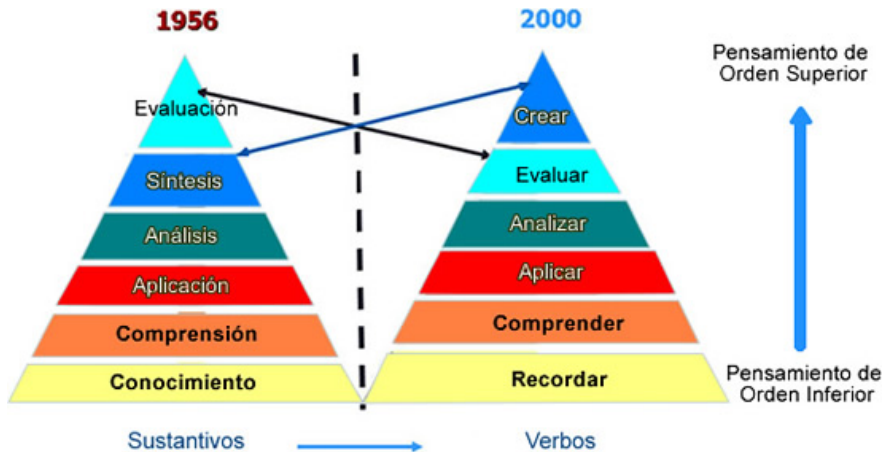 1956
2000
Evaluación
Síntesis
Análisis
Aplicación
Comprensión
Conocimiento
Crear
Evaluar
Analizar
Aplicar
Comprender
Recordar
Pensamiento de
Orden Superior
Pensamiento de
Orden Inferior
Sustantivos
Verbos